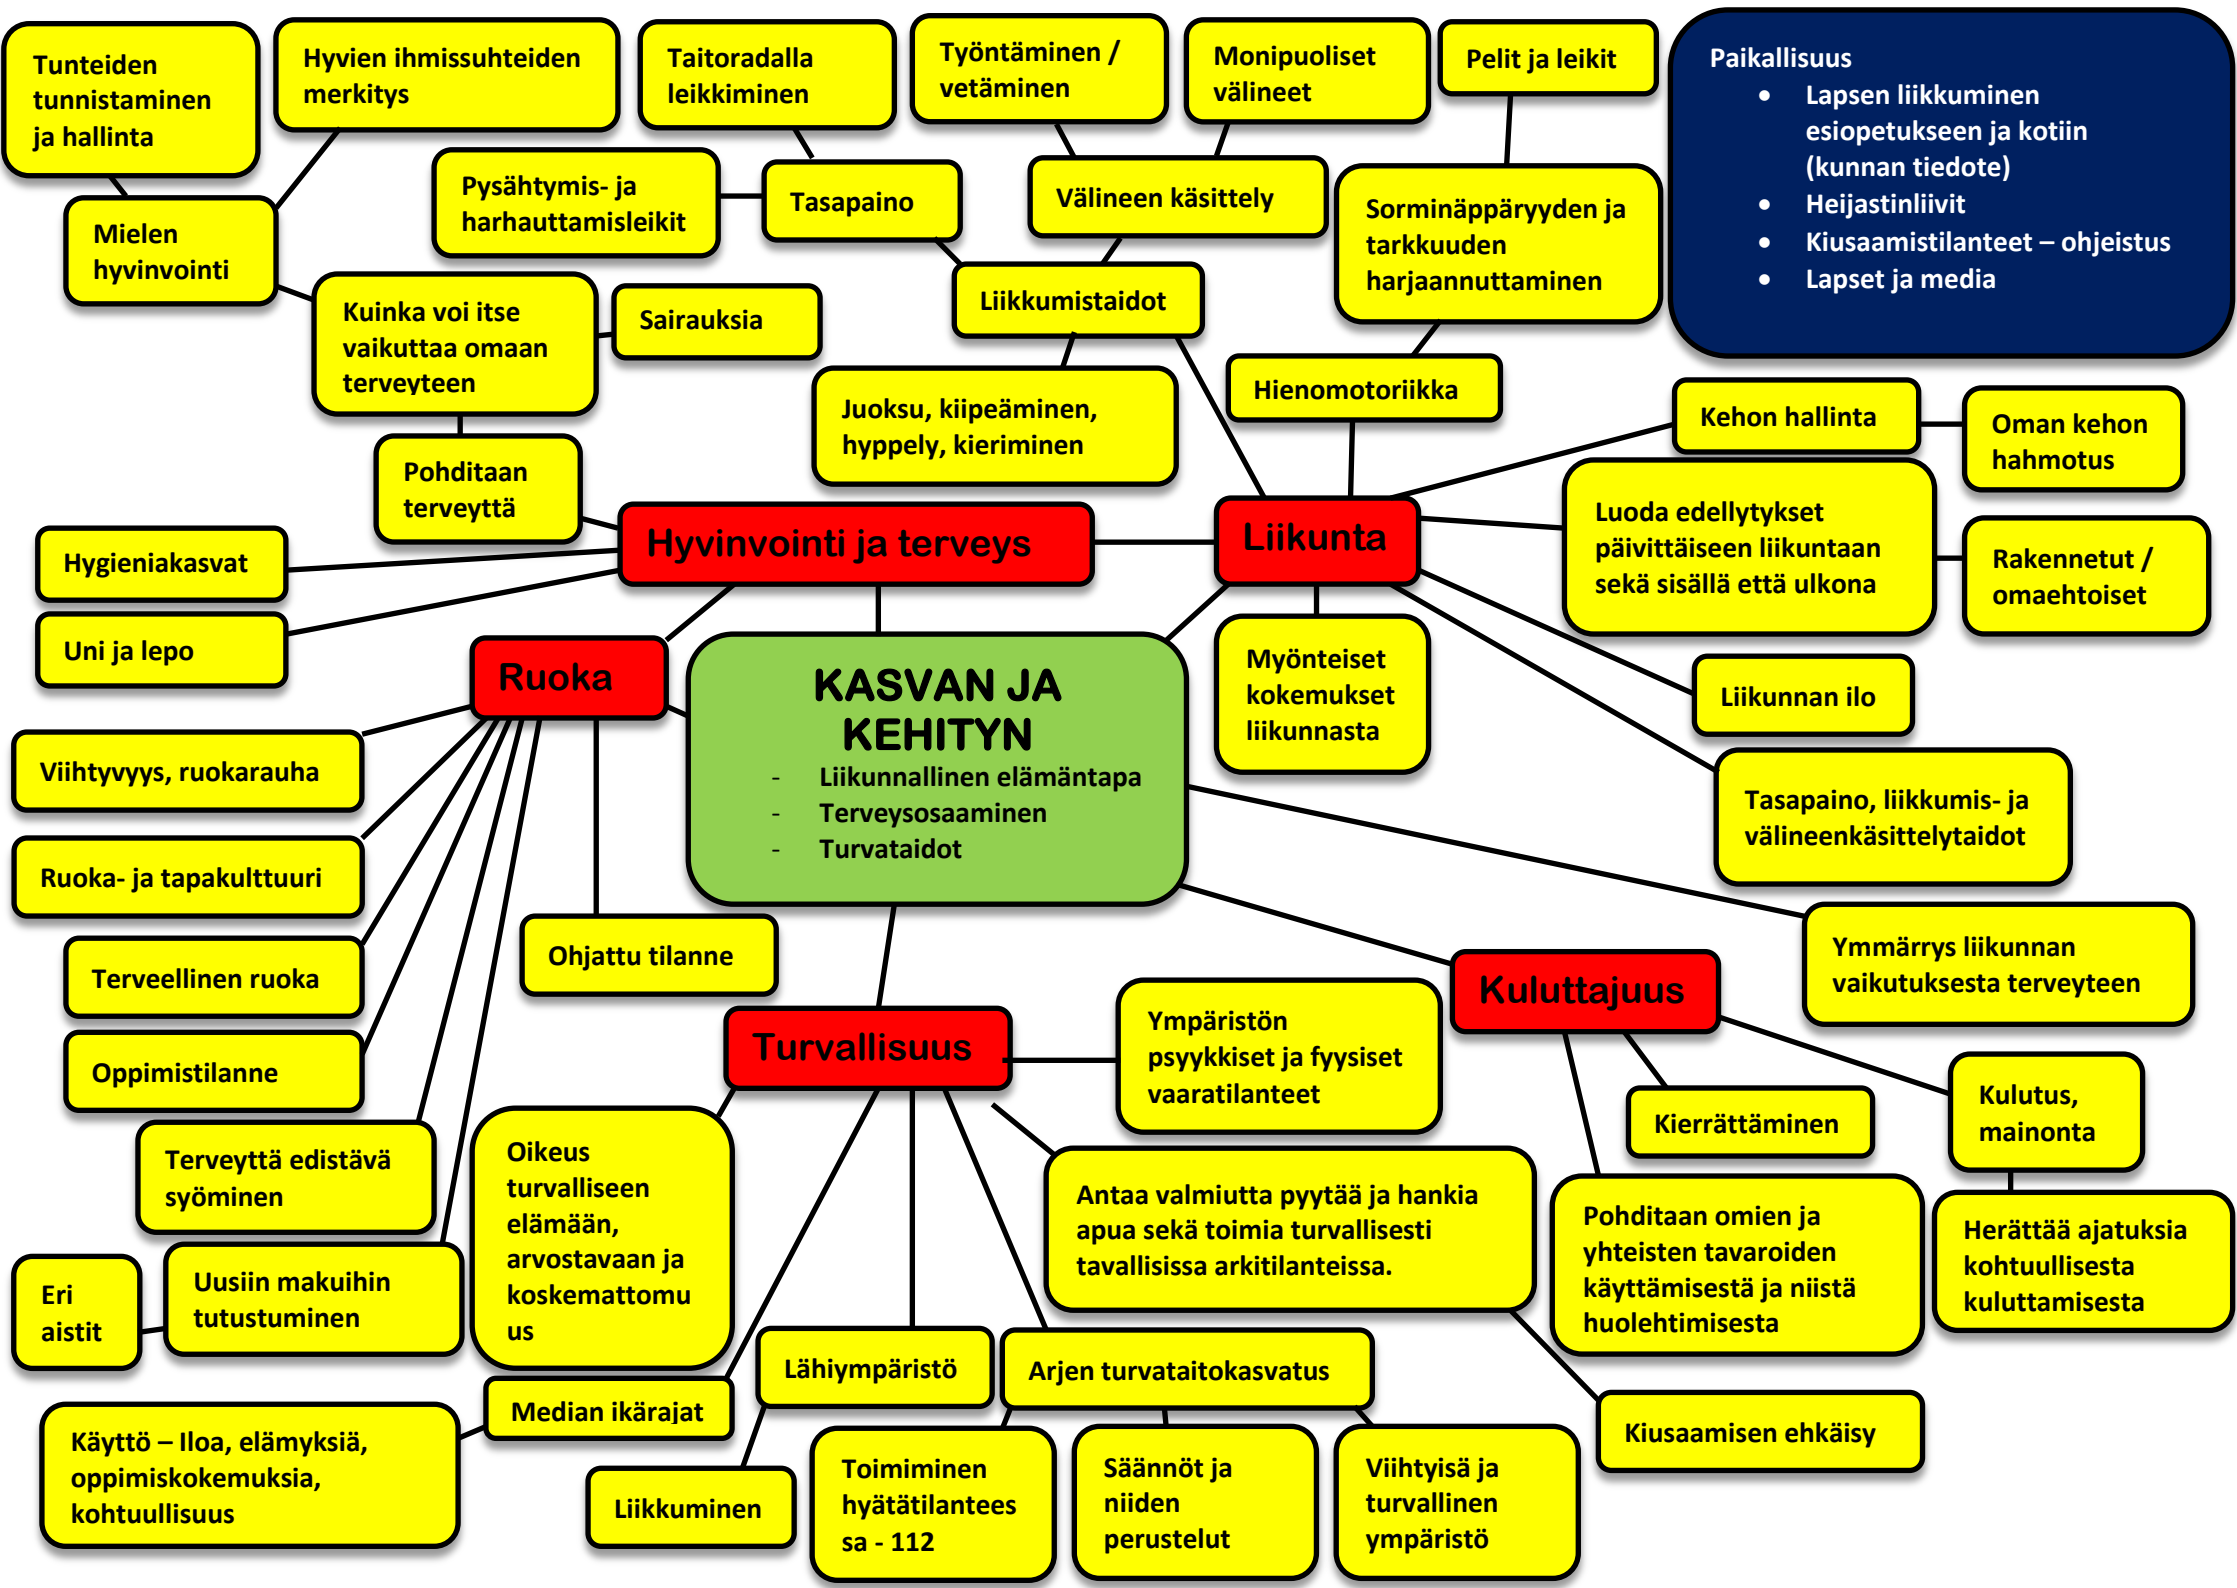 Tunteiden
tunnistaminen
ja hallinta
Hyvien ihmissuhteiden
merkitys
Taitoradalla
leikkiminen
Työntäminen /
vetäminen
Monipuoliset
välineet
Pelit ja leikit
Paikallisuus
• Lapsen liikkuminen
esiopetukseen ja kotiin
(kunnan tiedote)
• Heijastinliivit
• Kiusaamistilanteet – ohjeistus
• Lapset ja media
Mielen
hyvinvointi
Pysähtymis- ja
harhauttamisleikit
Tasapaino
Välineen käsittely
Sorminäppäryyden ja
tarkkuuden
harjaannuttaminen
Kuinka voi itse
vaikuttaa omaan
terveyteen
Sairauksia
Liikkumistaidot
Juoksu, kiipeäminen,
hyppely, kieriminen
Hienomotoriikka
Kehon hallinta
Oman kehon
hahmotus
Pohditaan
terveyttä
Hyvinvointi ja terveys
Liikunta
Luoda edellytykset
päivittäiseen liikuntaan
sekä sisällä että ulkona
Rakennetut /
omaehtoiset
Hygieniakasvat
Uni ja lepo
Ruoka
KASVAN JA
KEHITYN
- Liikunnallinen elämäntapa
- Terveysosaaminen
- Turvataidot
Myönteiset
kokemukset
liikunnasta
Liikunnan ilo
Tasapaino, liikkumis- ja
välineenkäsittelytaidot
Viihtyvyys, ruokarauha
Ruoka- ja tapakulttuuri
Terveellinen ruoka
Ohjattu tilanne
Oppimistilanne
Ymmärrys liikunnan
vaikutuksesta terveyteen
Kuluttajuus
Turvallisuus
Ympäristön
psyykkiset ja fyysiset
vaaratilanteet
Kierrättäminen
Kulutus,
mainonta
Terveyttä edistävä
syöminen
Oikeus
turvalliseen
elämään,
arvostavaan ja
koskemattomu
us
Antaa valmiutta pyytää ja hankia
apua sekä toimia turvallisesti
tavallisissa arkitilanteissa.
Pohditaan omien ja
yhteisten tavaroiden
käyttämisestä ja niistä
huolehtimisesta
Herättää ajatuksia
kohtuullisesta
kuluttamisesta
Eri
aistit
Uusiin makuihin
tutustuminen
Median ikärajat
Lähiympäristö
Arjen turvataitokasvatus
Kiusaamisen ehkäisy
Käyttö – Iloa, elämyksiä,
oppimiskokemuksia,
kohtuullisuus
Liikkuminen
Toimiminen
hyätätilantees
sa - 112
Säännöt ja
niiden
perustelut
Viihtyisä ja
turvallinen
ympäristö